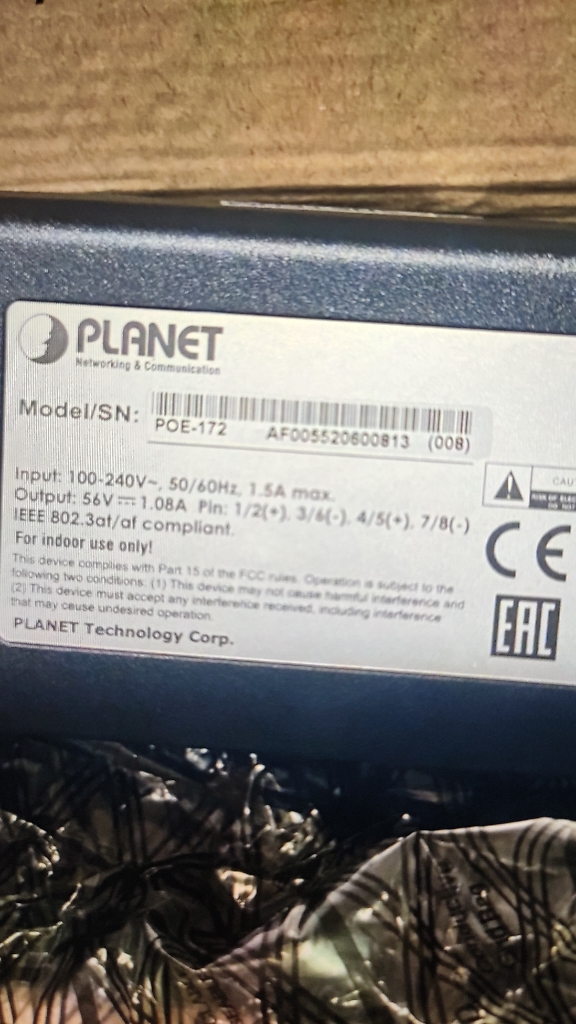 PLANET
Networking & Communication
Model/SN:
POE-172 AF005520600813 (008)
Input: 100-240V~, 50/60Hz, 1.5A max.
Output: 56V⎓1.08A Pin: 1/2(+), 3/6(-), 4/5(+), 7/8(-)
IEEE 802.3at/af compliant.
For indoor use only!
This device complies with Part 15 of the FCC rules. Operation is subject to the
following two conditions: (1) This device may not cause harmful interference and
(2) This device must accept any interference received, including interference
that may cause undesired operation.
PLANET Technology Corp.
CAU
CE
EAC